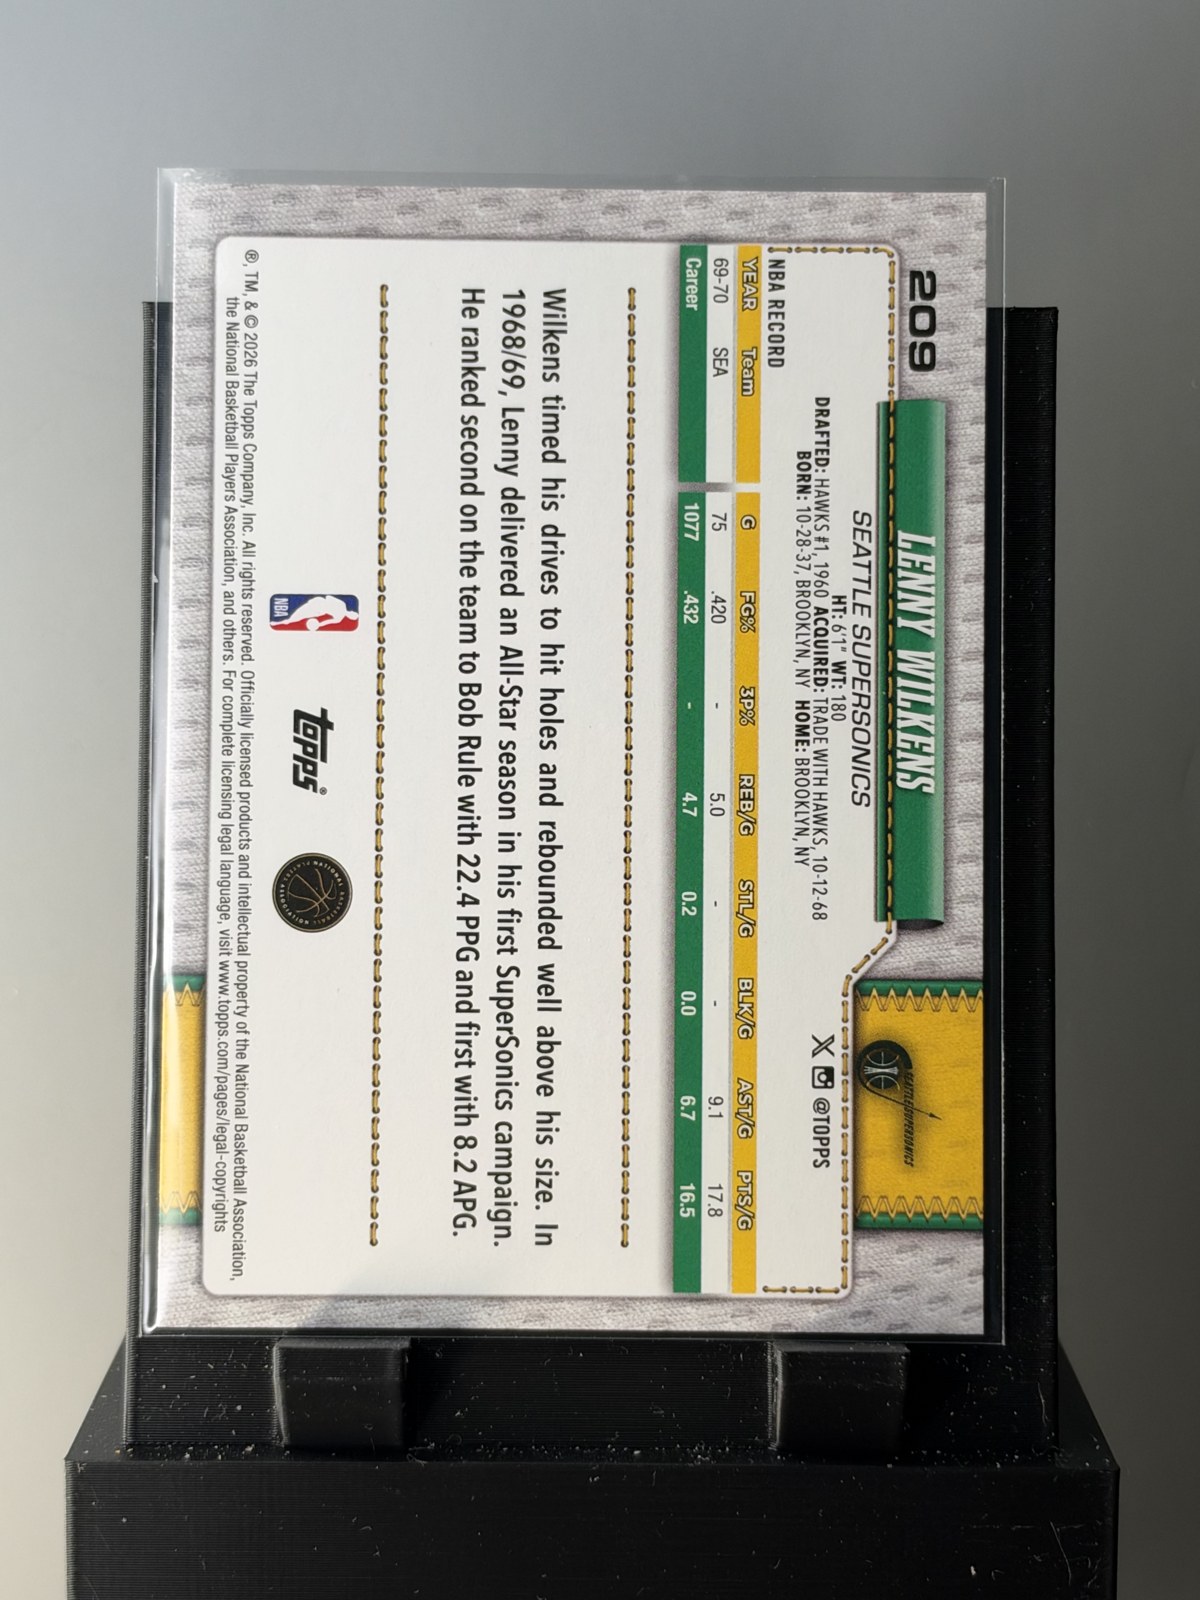 209
LENNY WILKENS
SEATTLE SUPERSONICS
HT: 6'1" WT: 180
DRAFTED: HAWKS #1, 1960 ACQUIRED: TRADE WITH HAWKS, 10-12-68
BORN: 10-28-37, BROOKLYN, NY HOME: BROOKLYN, NY
SEATTLE SUPERSONICS
@TOPPS
NBA RECORD
YEAR Team G FG% 3P% REB/G STL/G BLK/G AST/G PTS/G
69-70 SEA 75 .420 - 5.0 - - 9.1 17.8
Career 1077 .432 - 4.7 0.2 0.0 6.7 16.5
Wilkens timed his drives to hit holes and rebounded well above his size. In
1968/69, Lenny delivered an All-Star season in his first SuperSonics campaign.
He ranked second on the team to Bob Rule with 22.4 PPG and first with 8.2 APG.
NBA
topps®
NATIONAL BASKETBALL PLAYERS ASSOCIATION
®, TM, & © 2026 The Topps Company, Inc. All rights reserved. Officially licensed products and intellectual property of the National Basketball Association,
the National Basketball Players Association, and others. For complete licensing legal language, visit www.topps.com/pages/legal-copyrights